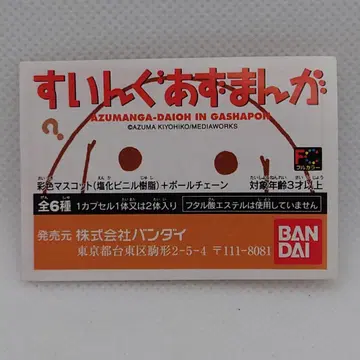 すいんぐあずまんが
AZUMANGA-DAIOH IN GASHAPON
©AZUMA KIYOHIKO/MEDIAWORKS
フルカラー
彩色マスコット(塩化ビニル樹脂)+ボールチェーン 対象年齢3才以上
全6種 1カプセル1体又は2体入り フタル酸エステルは使用していません
発売元 株式会社バンダイ
東京都台東区駒形2-5-4 〒111-8081
BAN
DAI